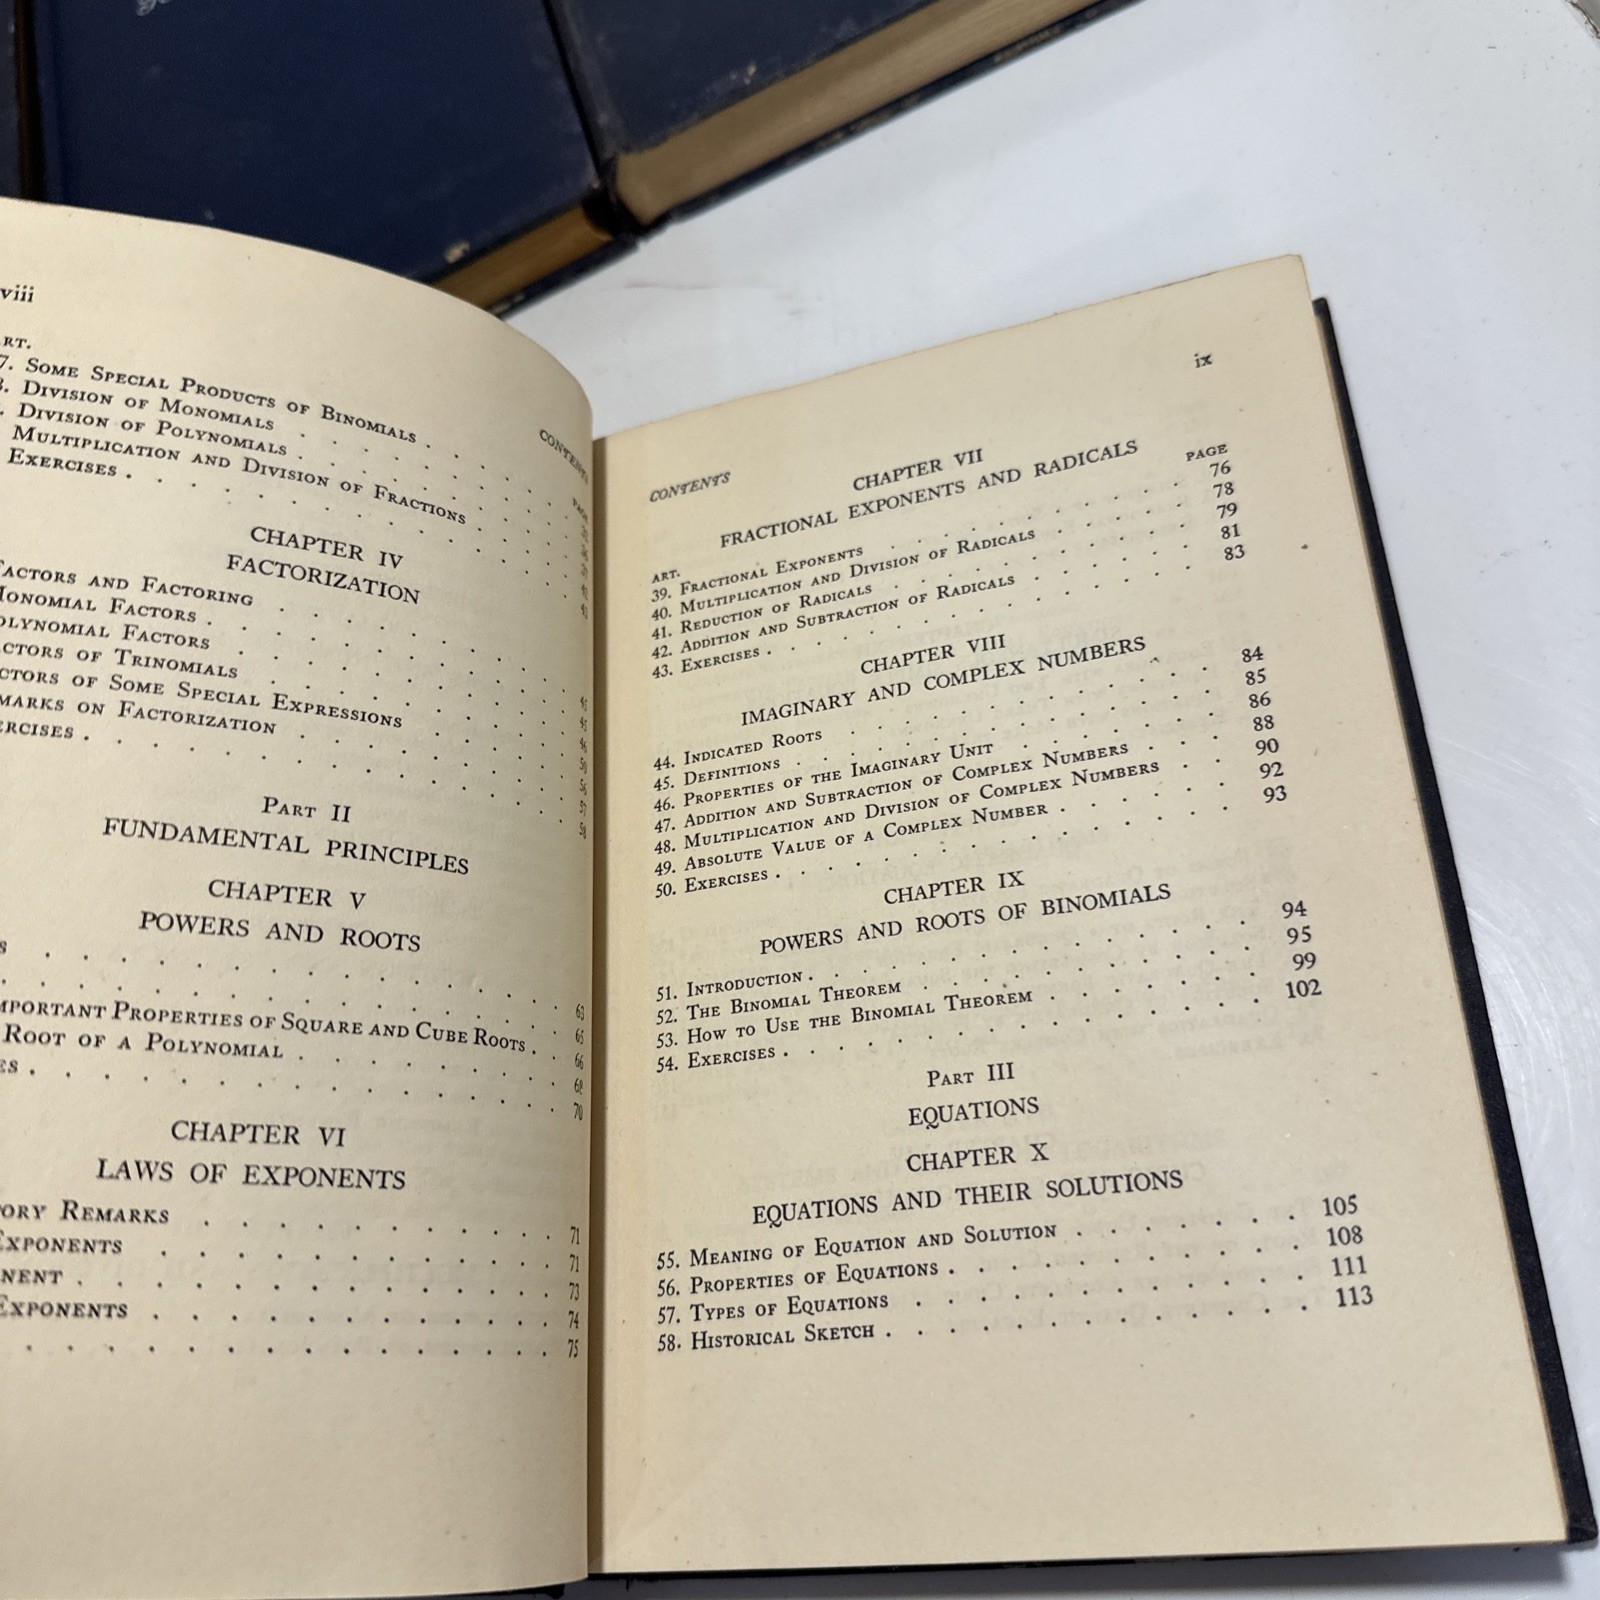 viii
CONTENTS
7. SOME SPECIAL PRODUCTS OF BINOMIALS
DIVISION OF MONOMIALS
DIVISION OF POLYNOMIALS
MULTIPLICATION AND DIVISION OF FRACTIONS
EXERCISES
CHAPTER IV
FACTORIZATION
FACTORS AND FACTORING
MONOMIAL FACTORS
POLYNOMIAL FACTORS 46
OF TRINOMIALS 50
OF SOME SPECIAL EXPRESSIONS 56
ON FACTORIZATION 57
58
PART II
FUNDAMENTAL PRINCIPLES
CHAPTER V
POWERS AND ROOTS
63
65
IMPORTANT PROPERTIES OF SQUARE AND CUBE ROOTS 66
ROOT OF A POLYNOMIAL 68
70
CHAPTER VI
LAWS OF EXPONENTS
REMARKS 71
EXPONENTS 71
73
EXPONENTS 74
75
ix
CONTENTS
CHAPTER VII
FRACTIONAL EXPONENTS AND RADICALS
ART. PAGE
39. FRACTIONAL EXPONENTS 76
40. MULTIPLICATION AND DIVISION OF RADICALS 78
41. REDUCTION OF RADICALS 79
42. ADDITION AND SUBTRACTION OF RADICALS 81
43. EXERCISES 83
CHAPTER VIII
IMAGINARY AND COMPLEX NUMBERS
44. INDICATED ROOTS 84
45. DEFINITIONS 85
46. PROPERTIES OF THE IMAGINARY UNIT 86
47. ADDITION AND SUBTRACTION OF COMPLEX NUMBERS 88
48. MULTIPLICATION AND DIVISION OF COMPLEX NUMBERS 90
49. ABSOLUTE VALUE OF A COMPLEX NUMBER 92
50. EXERCISES 93
CHAPTER IX
POWERS AND ROOTS OF BINOMIALS
51. INTRODUCTION 94
52. THE BINOMIAL THEOREM 95
53. HOW TO USE THE BINOMIAL THEOREM 99
54. EXERCISES 102
PART III
EQUATIONS
CHAPTER X
EQUATIONS AND THEIR SOLUTIONS
55. MEANING OF EQUATION AND SOLUTION 105
56. PROPERTIES OF EQUATIONS 108
57. TYPES OF EQUATIONS 111
58. HISTORICAL SKETCH 113